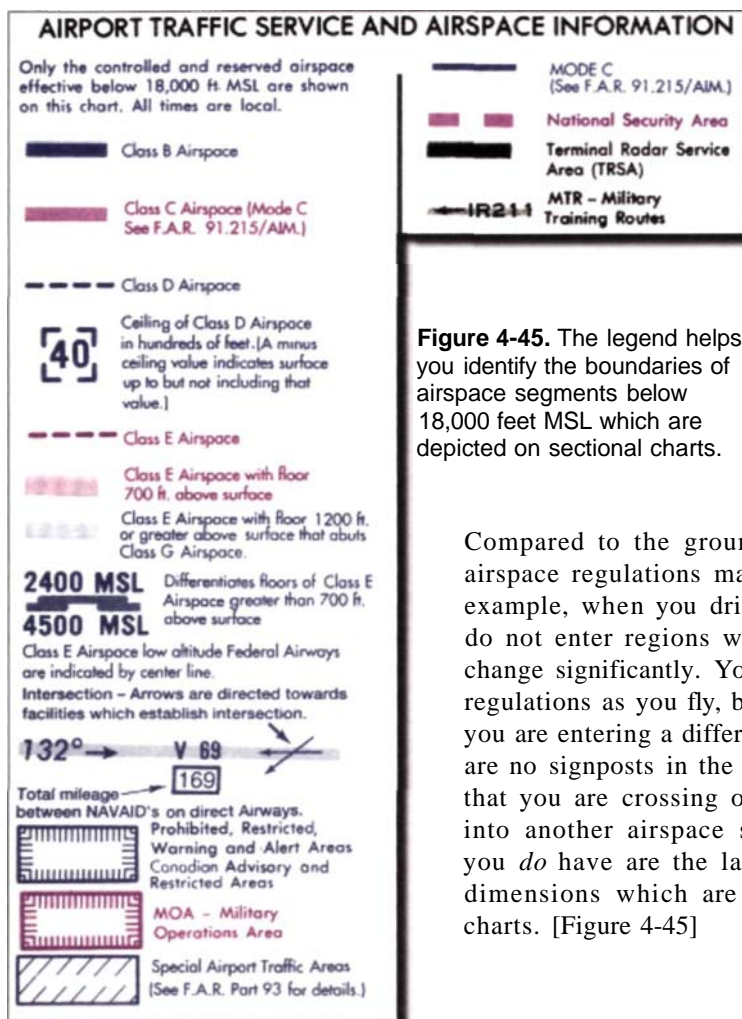 AIRPORT TRAFFIC SERVICE AND AIRSPACE INFORMATION
Only the controlled and reserved airspace
effective below 18,000 ft MSL are shown
on this chart. All times are local.
Class B Airspace
Class C Airspace (Mode C
See F.A.R. 91.215/AIM.)
Class D Airspace
40
Ceiling of Class D Airspace
in hundreds of feet.(A minus
ceiling value indicates surface
up to but not including that
value.)
Class E Airspace
Class E Airspace with floor
700 ft. above surface
Class E Airspace with floor 1200 ft.
or greater above surface that abuts
Class G Airspace.
2400 MSL
4500 MSL
Differentiates floors of Class E
Airspace greater than 700 ft.
above surface
Class E Airspace low altitude Federal Airways
are indicated by center line.
Intersection – Arrows are directed towards
facilities which establish intersection.
132° V 69
169
Total mileage
between NAVAID's on direct Airways.
Prohibited, Restricted,
Warning and Alert Areas
Canadian Advisory and
Restricted Areas
MOA – Military
Operations Area
Special Airport Traffic Areas
(See F.A.R. Part 93 for details.)
MODE C
(See F.A.R. 91.215/AIM.)
National Security Area
Terminal Radar Service
Area (TRSA)
IR211
MTR – Military
Training Routes
Figure 4-45. The legend helps
you identify the boundaries of
airspace segments below
18,000 feet MSL which are
depicted on sectional charts.
Compared to the groun
airspace regulations ma
example, when you dri
do not enter regions w
change significantly. Yo
regulations as you fly, b
you are entering a differ
are no signposts in the
that you are crossing o
into another airspace s
you do have are the la
dimensions which are
charts. [Figure 4-45]